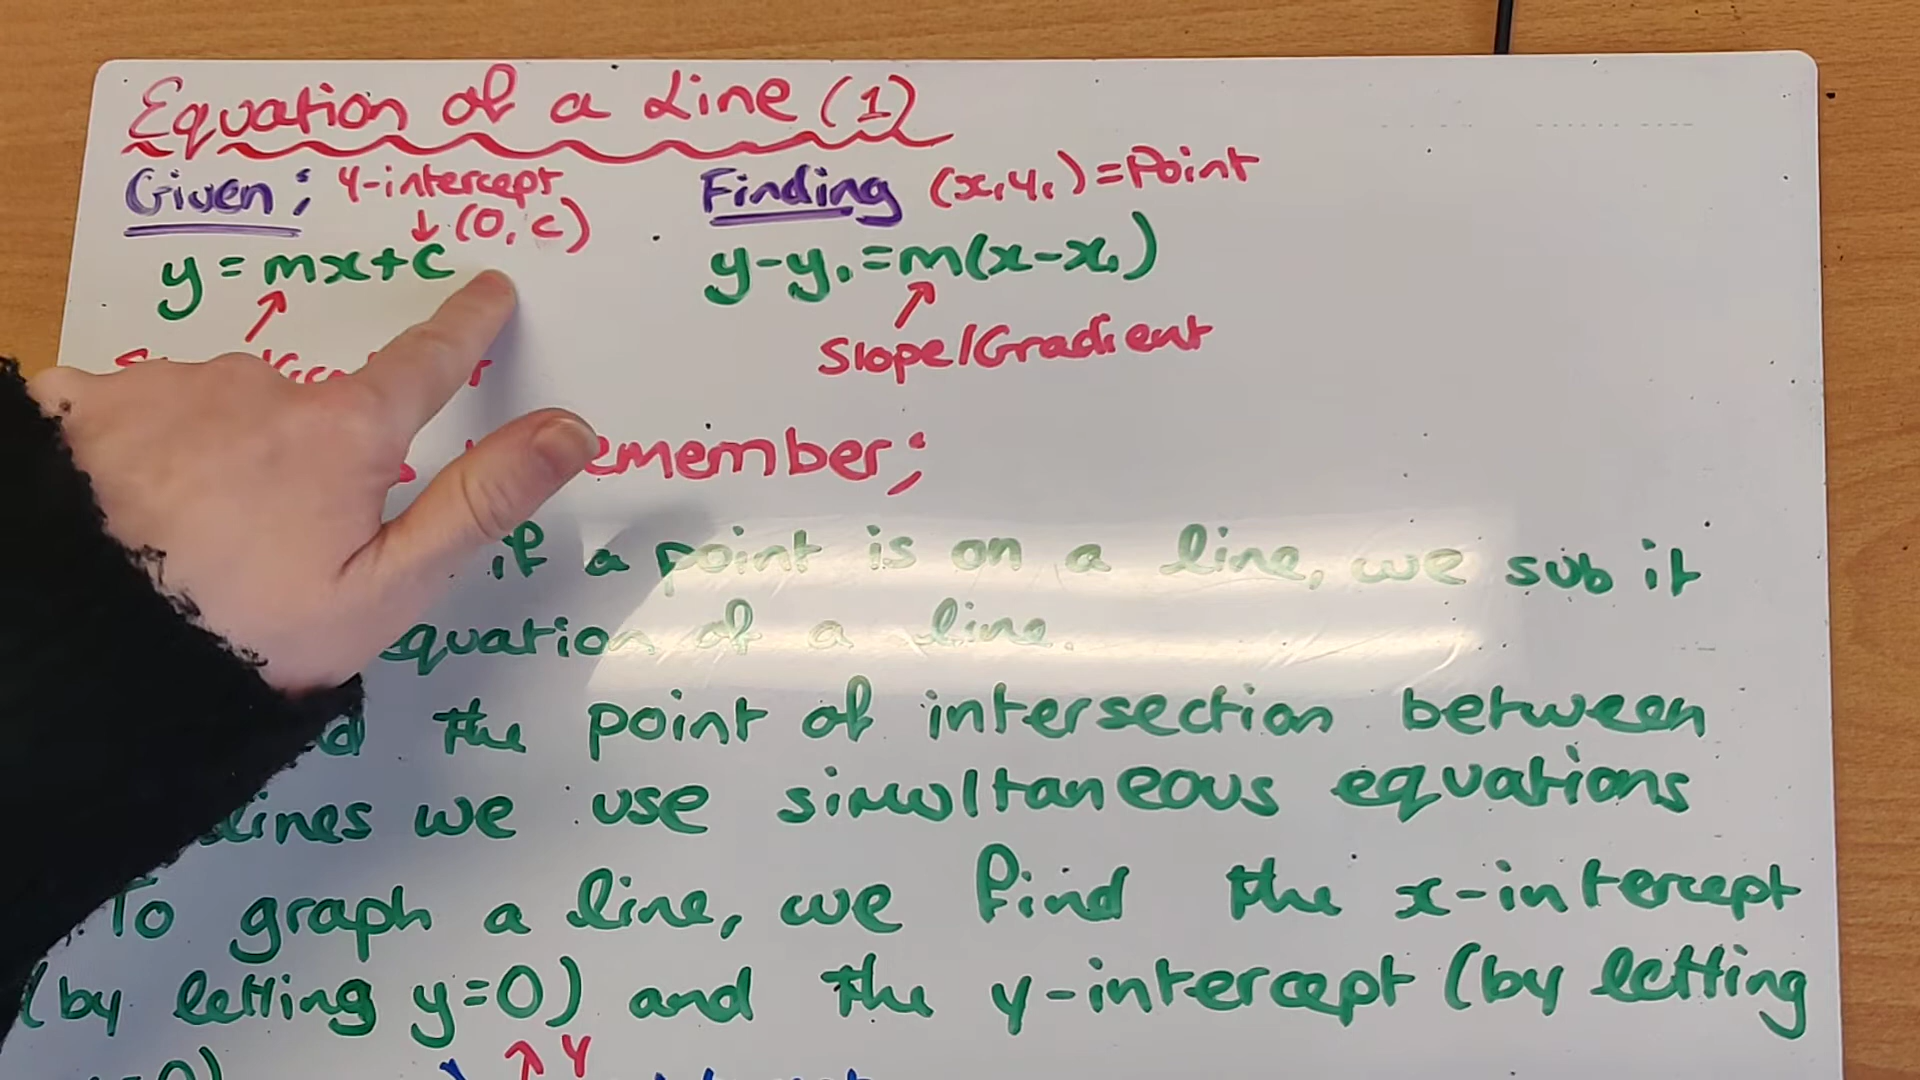 Equation of a Line (1)
Given; y-intercept
↓ (0, c)
y = mx + c
Finding (x₁ y₁) = Point
y - y₁ = m(x - x₁)
Slope/Gradient
remember;
if a point is on a line, we sub it
equation of a line.
the point of intersection between
lines we use simultaneous equations
To graph a line, we find the x-intercept
(by letting y=0) and the y-intercept (by letting
=0)
↑ Y